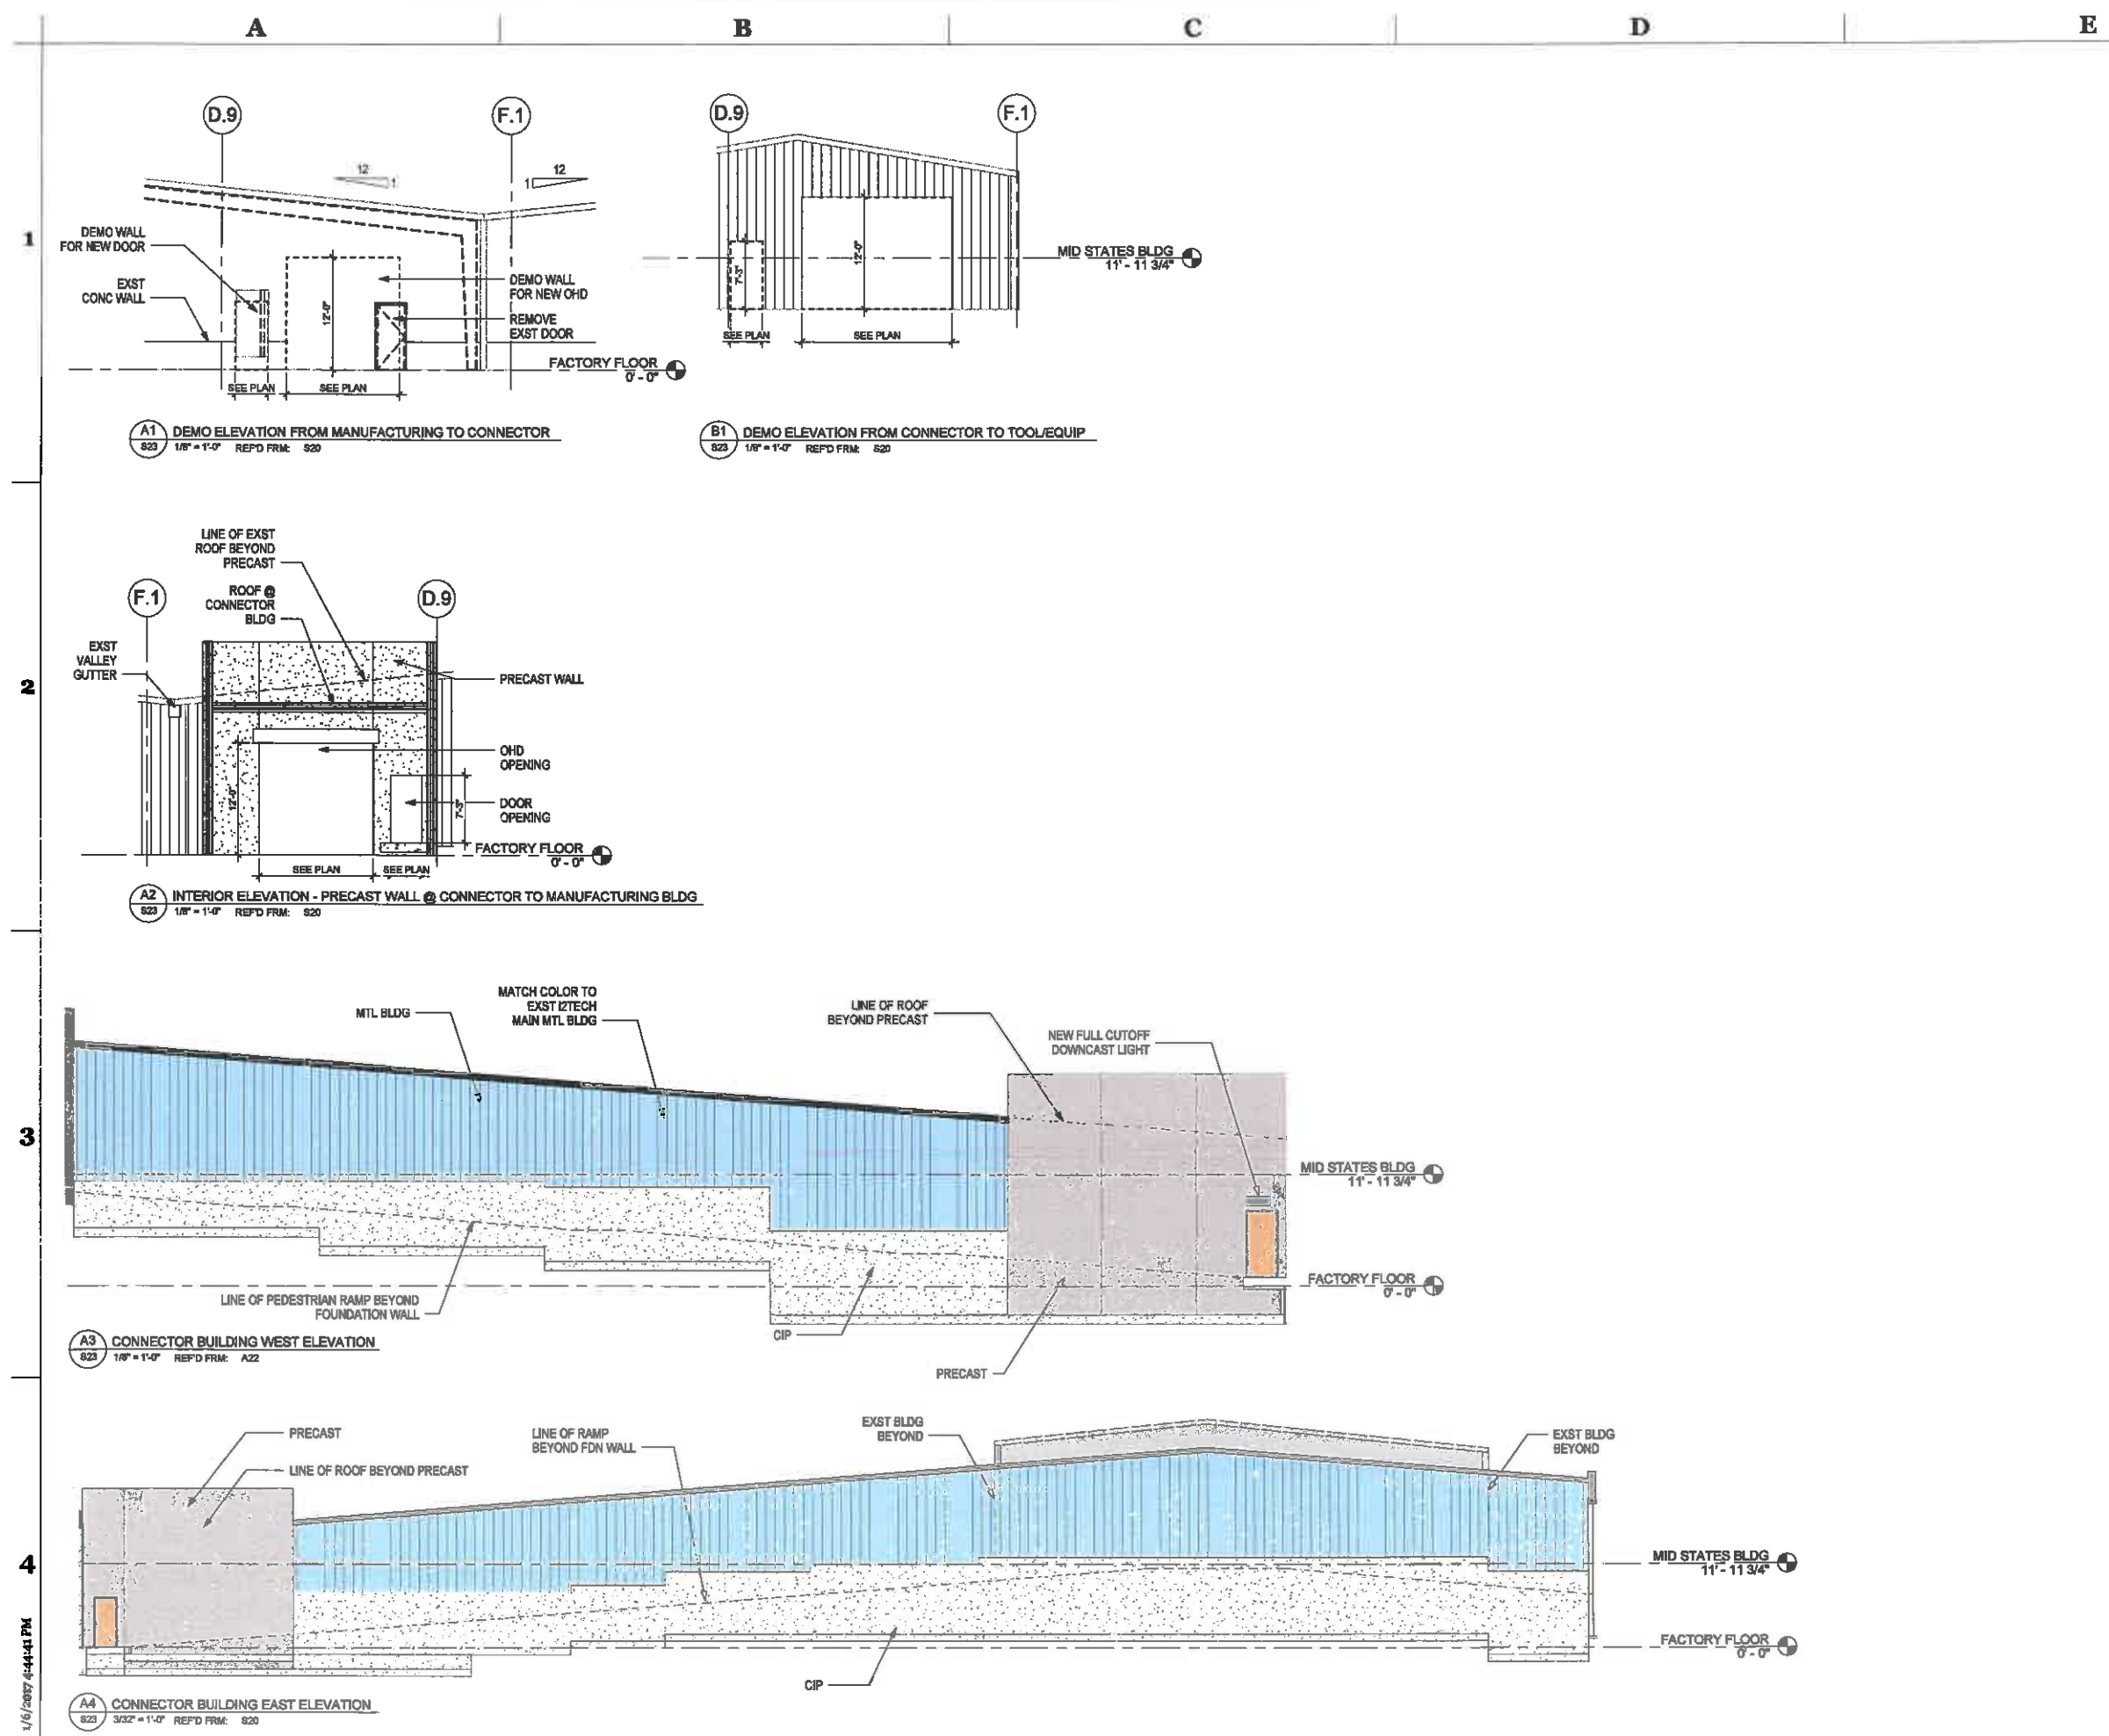 A
B
C
D
E
1
D.9
F.1
12
1
12
1
DEMO WALL
FOR NEW DOOR
EXST
CONC WALL
12'-0"
DEMO WALL
FOR NEW OHD
REMOVE
EXST DOOR
FACTORY FLOOR
0' - 0"
SEE PLAN
SEE PLAN
A1
S23
DEMO ELEVATION FROM MANUFACTURING TO CONNECTOR
1/8" = 1'-0" REF'D FRM: S20
D.9
F.1
7'-3"
12'-0"
MID STATES BLDG
11' - 11 3/4"
SEE PLAN
SEE PLAN
B1
S23
DEMO ELEVATION FROM CONNECTOR TO TOOL/EQUIP
1/8" = 1'-0" REF'D FRM: S20
2
LINE OF EXST
ROOF BEYOND
PRECAST
F.1
ROOF @
CONNECTOR
BLDG
D.9
EXST
VALLEY
GUTTER
PRECAST WALL
OHD
OPENING
12'-0"
7'-3"
DOOR
OPENING
FACTORY FLOOR
0' - 0"
SEE PLAN
SEE PLAN
A2
S23
INTERIOR ELEVATION - PRECAST WALL @ CONNECTOR TO MANUFACTURING BLDG
1/8" = 1'-0" REF'D FRM: S20
3
MTL BLDG
MATCH COLOR TO
EXST I2TECH
MAIN MTL BLDG
LINE OF ROOF
BEYOND PRECAST
NEW FULL CUTOFF
DOWNCAST LIGHT
MID STATES BLDG
11' - 11 3/4"
FACTORY FLOOR
0' - 0"
LINE OF PEDESTRIAN RAMP BEYOND
FOUNDATION WALL
CIP
PRECAST
A3
S23
CONNECTOR BUILDING WEST ELEVATION
1/8" = 1'-0" REF'D FRM: A22
4
PRECAST
LINE OF ROOF BEYOND PRECAST
LINE OF RAMP
BEYOND FDN WALL
EXST BLDG
BEYOND
EXST BLDG
BEYOND
MID STATES BLDG
11' - 11 3/4"
FACTORY FLOOR
0' - 0"
CIP
A4
S23
CONNECTOR BUILDING EAST ELEVATION
3/32" = 1'-0" REF'D FRM: S20
1/6/2017 4:44:41 PM